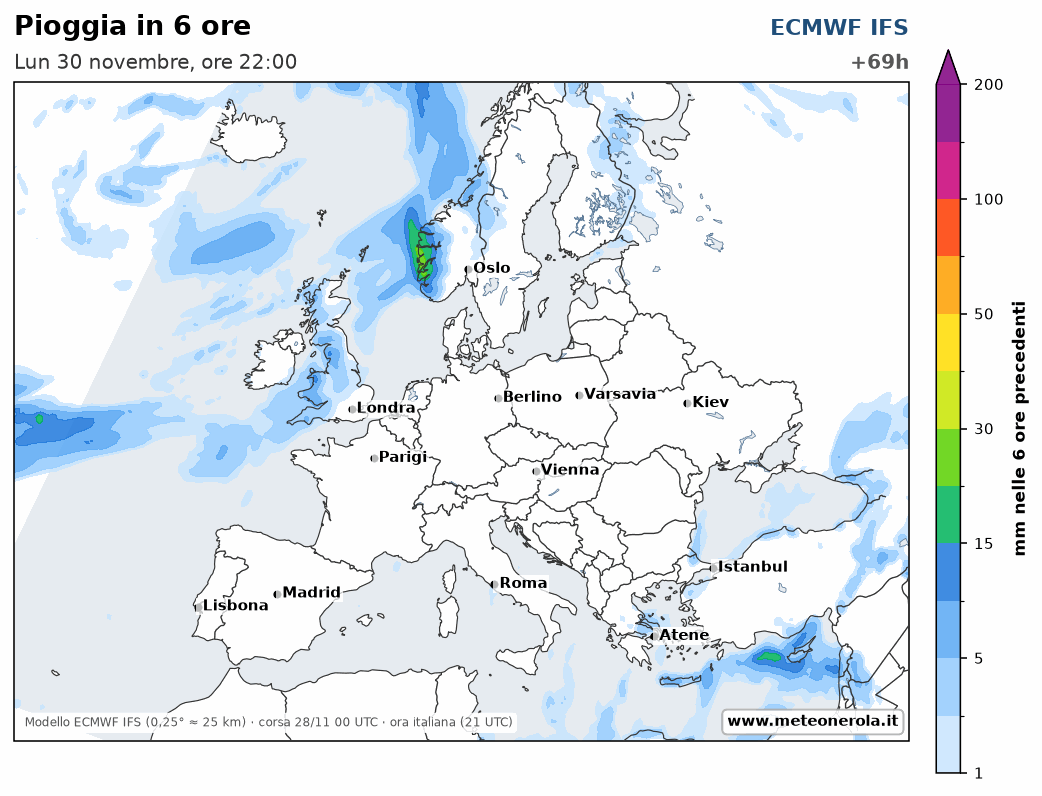 Pioggia in 6 ore
ECMWF IFS
Lun 30 novembre, ore 22:00
+69h
200
100
50
30
15
5
1
mm nelle 6 ore precedenti
Oslo
Berlino
Varsavia
Kiev
Londra
Parigi
Vienna
Istanbul
Roma
Madrid
Lisbona
Atene
Modello ECMWF IFS (0,25° ≈ 25 km) · corsa 28/11 00 UTC · ora italiana (21 UTC)
www.meteonerola.it